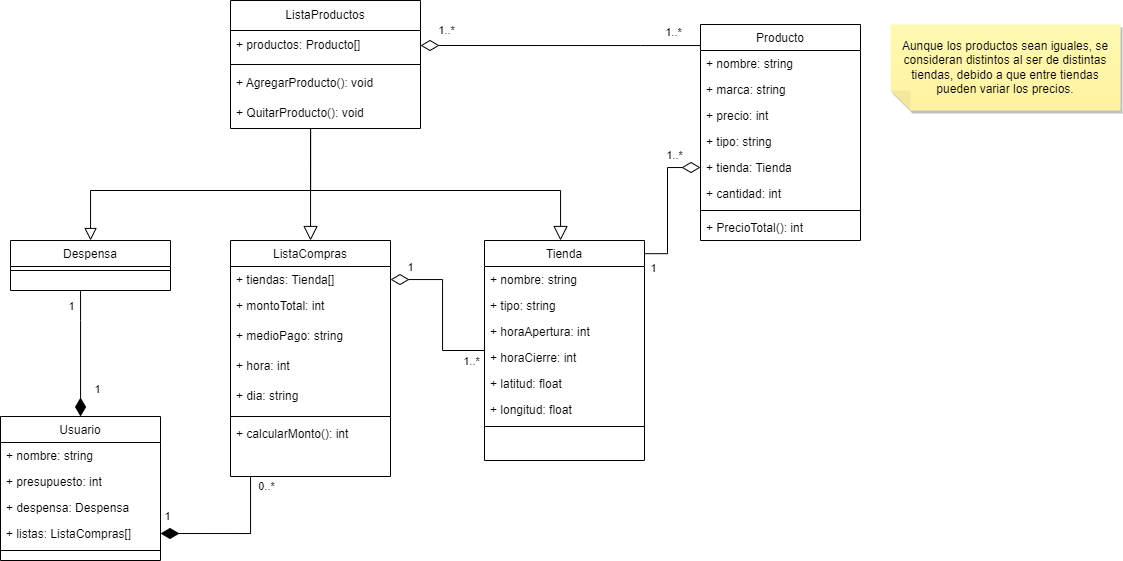 ListaProductos
+ productos: Producto[]
+ AgregarProducto(): void
+ QuitarProducto(): void
1..*
1..*
Producto
+ nombre: string
+ marca: string
+ precio: int
+ tipo: string
+ tienda: Tienda
+ cantidad: int
+ PrecioTotal(): int
Aunque los productos sean iguales, se
consideran distintos al ser de distintas
tiendas, debido a que entre tiendas
pueden variar los precios.
1..*
1
Despensa
1
1
ListaCompras
+ tiendas: Tienda[]
+ montoTotal: int
+ medioPago: string
+ hora: int
+ dia: string
+ calcularMonto(): int
1
1..*
0..*
Tienda
+ nombre: string
+ tipo: string
+ horaApertura: int
+ horaCierre: int
+ latitud: float
+ longitud: float
Usuario
+ nombre: string
+ presupuesto: int
+ despensa: Despensa
+ listas: ListaCompras[]
1